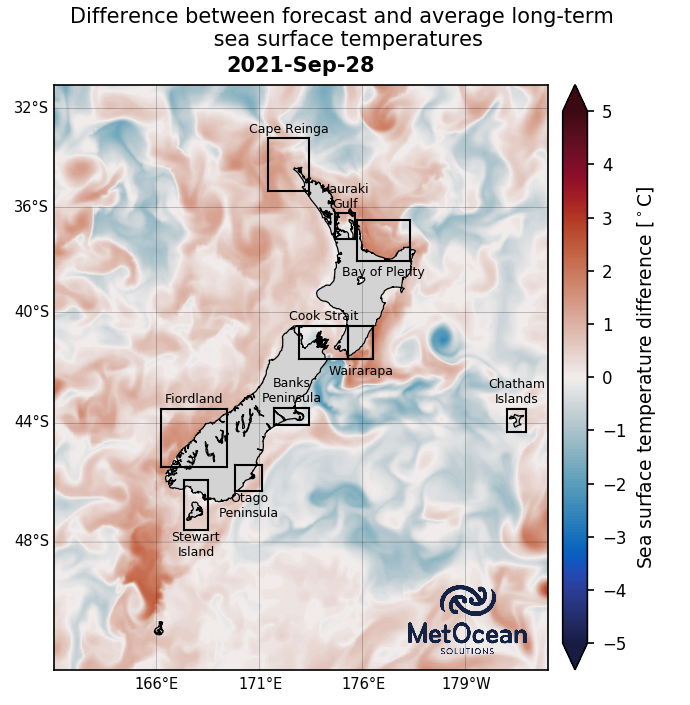 Difference between forecast and average long-term
sea surface temperatures
2021-Sep-28
32°S
36°S
40°S
44°S
48°S
166°E
171°E
176°E
179°W
Cape Reinga
Hauraki
Gulf
Bay of Plenty
Cook Strait
Wairarapa
Banks
Peninsula
Chatham
Islands
Fiordland
Otago
Peninsula
Stewart
Island
MetOcean
SOLUTIONS
5
4
3
2
1
0
−1
−2
−3
−4
−5
Sea surface temperature difference [°C]